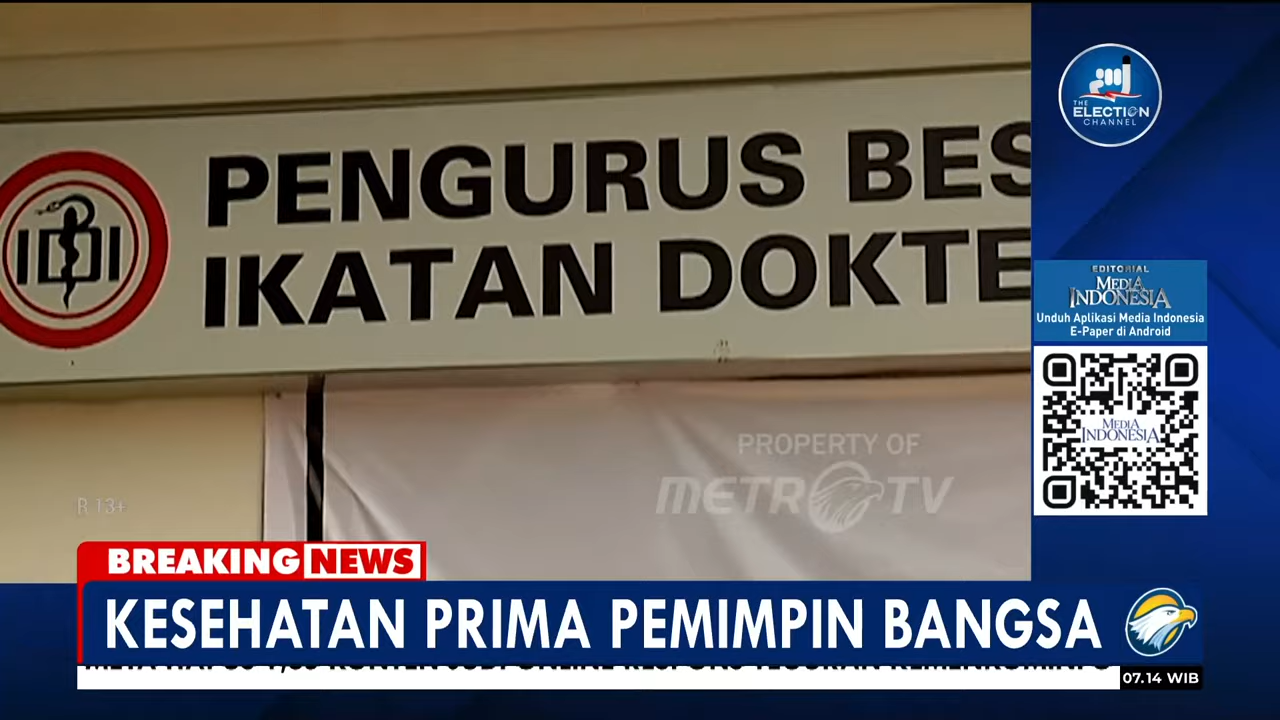 PENGURUS BES
IKATAN DOKTE
IDI
THE
ELECTION
CHANNEL
EDITORIAL
MEDIA
INDONESIA
Unduh Aplikasi Media Indonesia
E-Paper di Android
MEDIA
INDONESIA
PROPERTY OF
METRO TV
R 13+
BREAKING NEWS
KESEHATAN PRIMA PEMIMPIN BANGSA
07.14 WIB